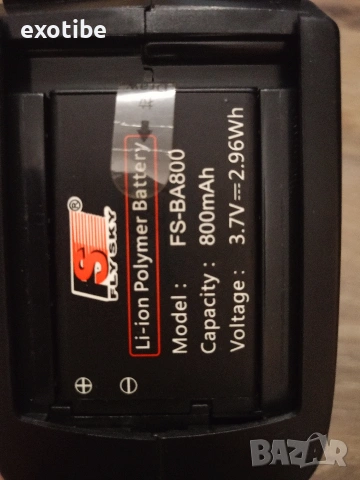 exotibe
FLYSKY
®
Li-ion Polymer Battery
Model : FS-BA800
Capacity : 800mAh
Voltage : 3.7V⎓2.96Wh
⊕ ⊖
BAZAR